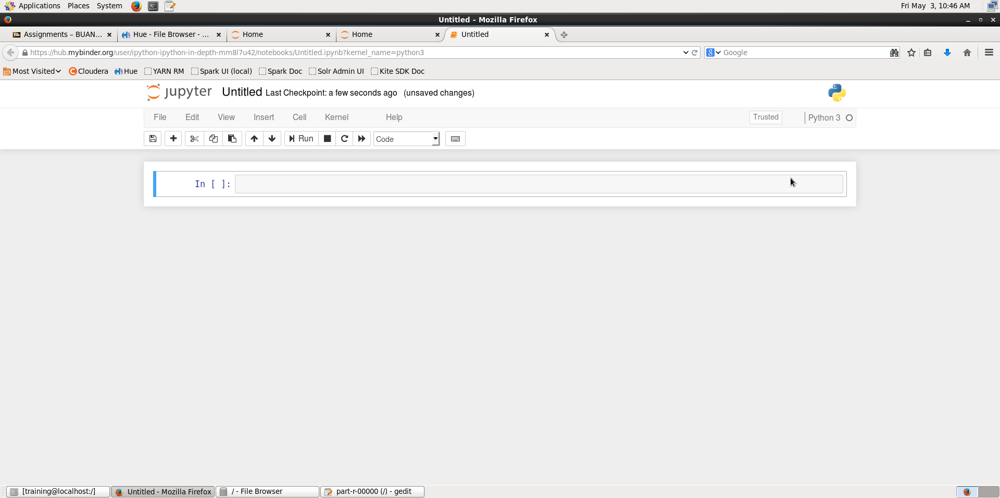 Applications Places System Fri May 3, 10:46 AM
Untitled - Mozilla Firefox
Bb Assignments – BUAN... Hue - File Browser - ... Home Home Untitled
https://hub.mybinder.org/user/ipython-ipython-in-depth-mm8l7u42/notebooks/Untitled.ipynb?kernel_name=python3 8 Google
Most Visited Cloudera Hue YARN RM Spark UI (local) Spark Doc Solr Admin UI Kite SDK Doc
jupyter Untitled Last Checkpoint: a few seconds ago (unsaved changes)
File Edit View Insert Cell Kernel Help Trusted Python 3
Run Code
In [ ]:
[training@localhost:/] Untitled - Mozilla Firefox / - File Browser part-r-00000 (/) - gedit